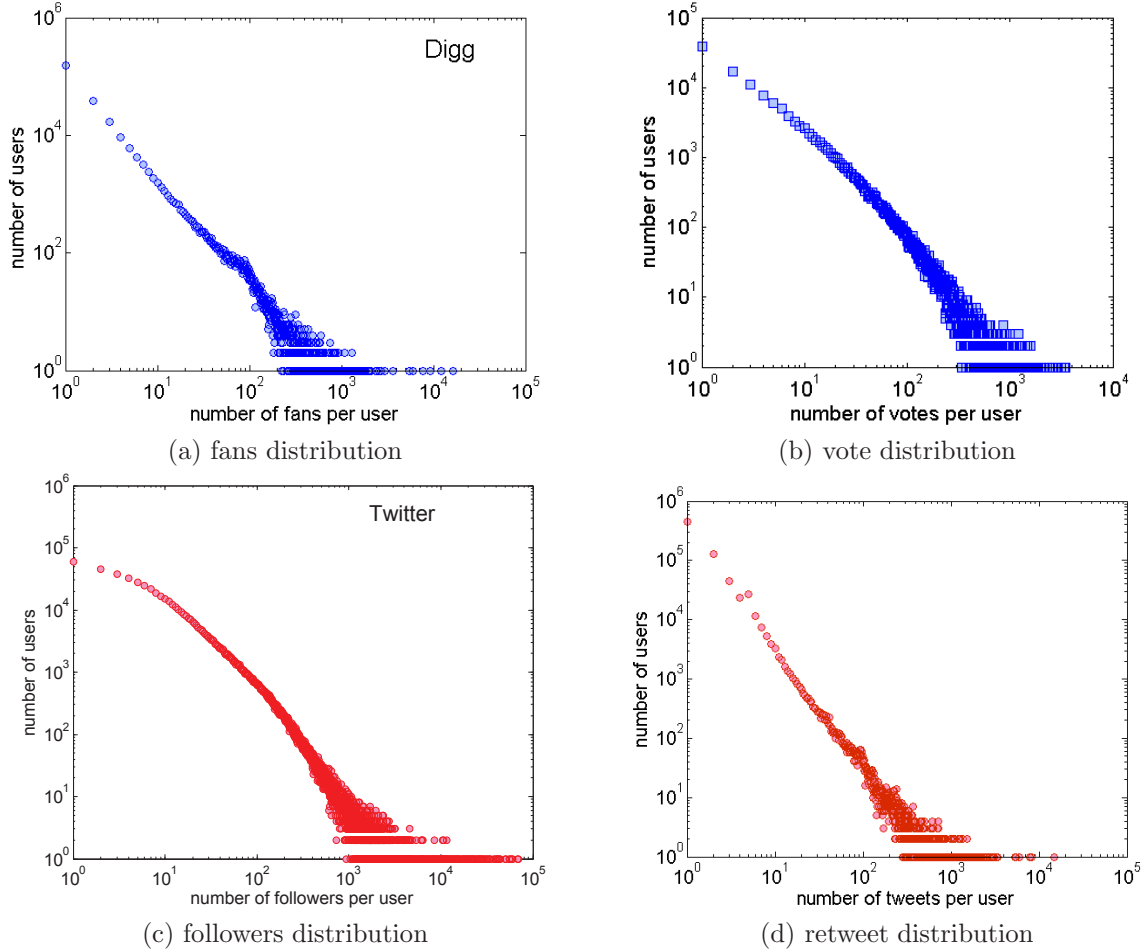 Digg
10^6
10^4
10^2
10^0
number of users
10^0 10^1 10^2 10^3 10^4 10^5
number of fans per user
(a) fans distribution
10^5
10^4
10^3
10^2
10^1
10^0
number of users
10^0 10^1 10^2 10^3 10^4
number of votes per user
(b) vote distribution
Twitter
10^6
10^5
10^4
10^3
10^2
10^1
10^0
number of users
10^0 10^1 10^2 10^3 10^4 10^5
number of followers per user
(c) followers distribution
10^6
10^5
10^4
10^3
10^2
10^1
10^0
number of users
10^0 10^1 10^2 10^3 10^4 10^5
number of tweets per user
(d) retweet distribution